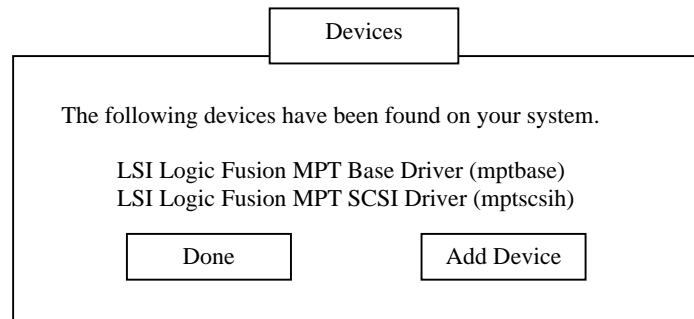 Devices
The following devices have been found on your system.
LSI Logic Fusion MPT Base Driver (mptbase)
LSI Logic Fusion MPT SCSI Driver (mptscsih)
Done
Add Device